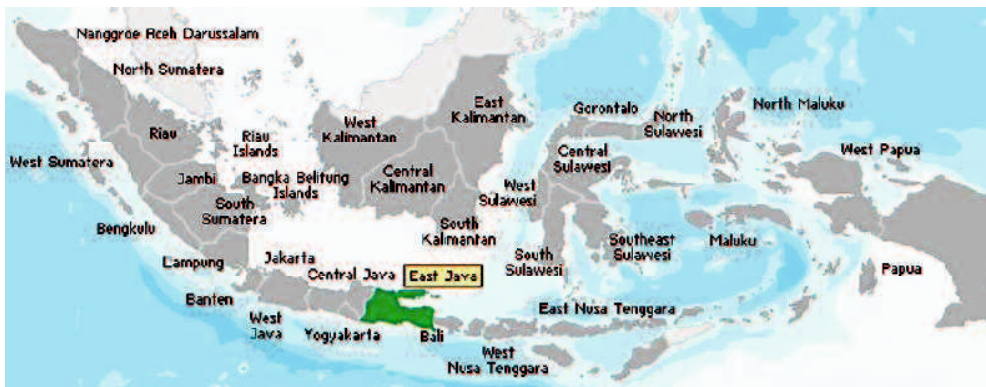 Nanggroe Aceh Darussalam
North Sumatera
Riau
Riau
Islands
West Sumatera
Jambi
Bangka Belitung
Islands
South
Sumatera
Bengkulu
Lampung
Jakarta
Banten
West
Java
Central Java
East Java
Yogyakarta
Bali
West
Kalimantan
East
Kalimantan
Central
Kalimantan
South
Kalimantan
Gorontalo
North
Sulawesi
Central
Sulawesi
West
Sulawesi
South
Sulawesi
Southeast
Sulawesi
North Maluku
Maluku
West Papua
Papua
East Nusa Tenggara
West
Nusa Tenggara